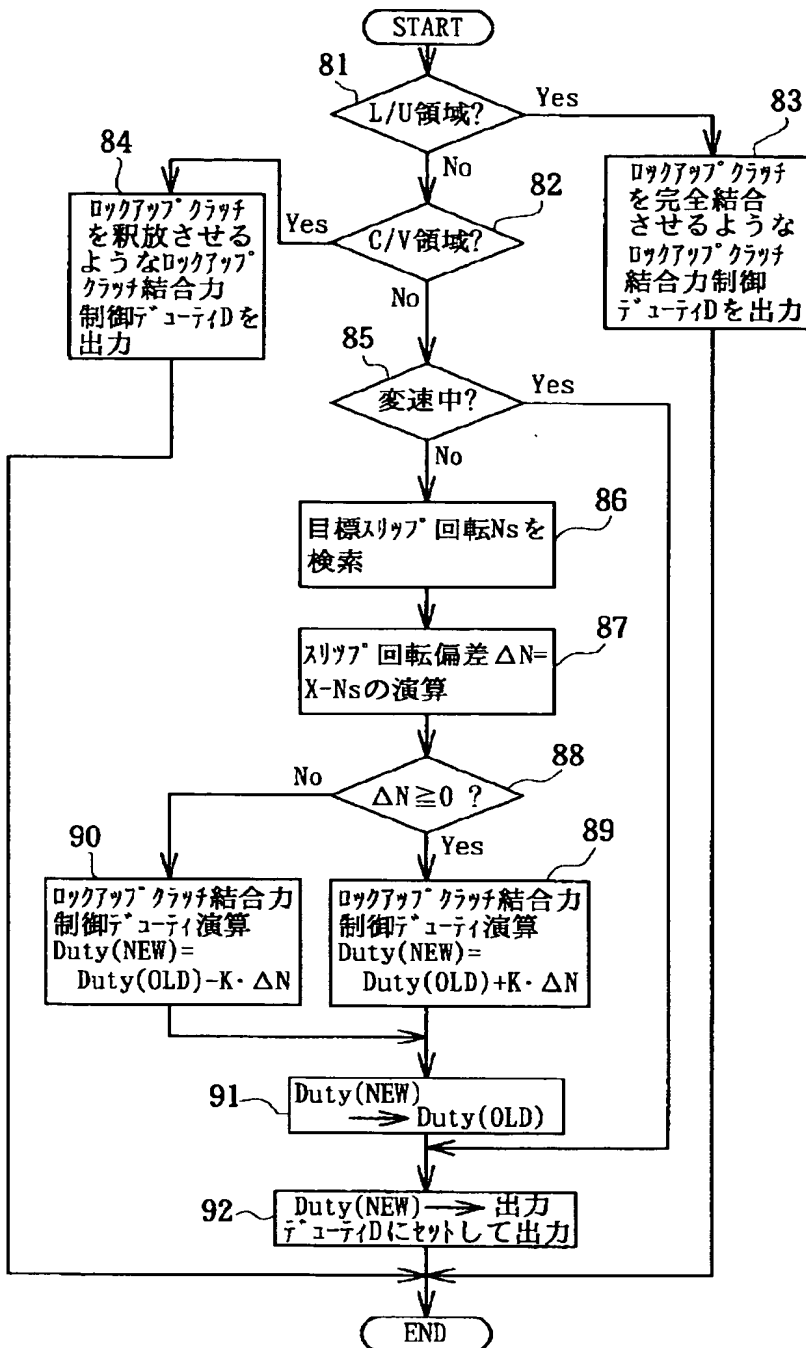 START
81
L/U領域?
Yes
83
ロックアップクラッチ
を完全結合
させるような
ロックアップクラッチ
結合力制御
デューティDを出力
No
84
ロックアップクラッチ
を釈放させる
ようなロックアップ
クラッチ結合力
制御デューティDを
出力
Yes
82
C/V領域?
No
85
変速中?
Yes
No
86
目標スリップ回転Nsを
検索
87
スリップ回転偏差ΔN=
X-Nsの演算
88
No
ΔN≧0 ?
Yes
90
ロックアップクラッチ結合力
制御デューティ演算
Duty(NEW)=
Duty(OLD)-K・ΔN
89
ロックアップクラッチ結合力
制御デューティ演算
Duty(NEW)=
Duty(OLD)+K・ΔN
91
Duty(NEW)
→ Duty(OLD)
92
Duty(NEW) → 出力
デューティDにセットして出力
END